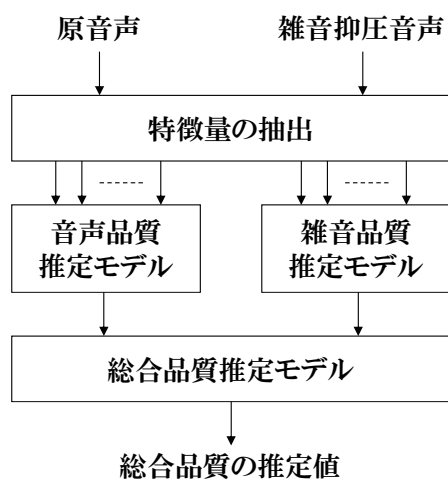 原音声
雑音抑圧音声
特徴量の抽出
音声品質
推定モデル
雑音品質
推定モデル
総合品質推定モデル
総合品質の推定値